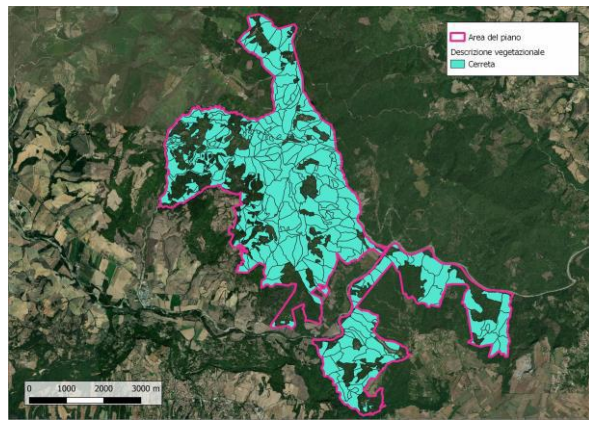 Area del piano
Descrizione vegetazionale
Cerreta
0 1000 2000 3000 m